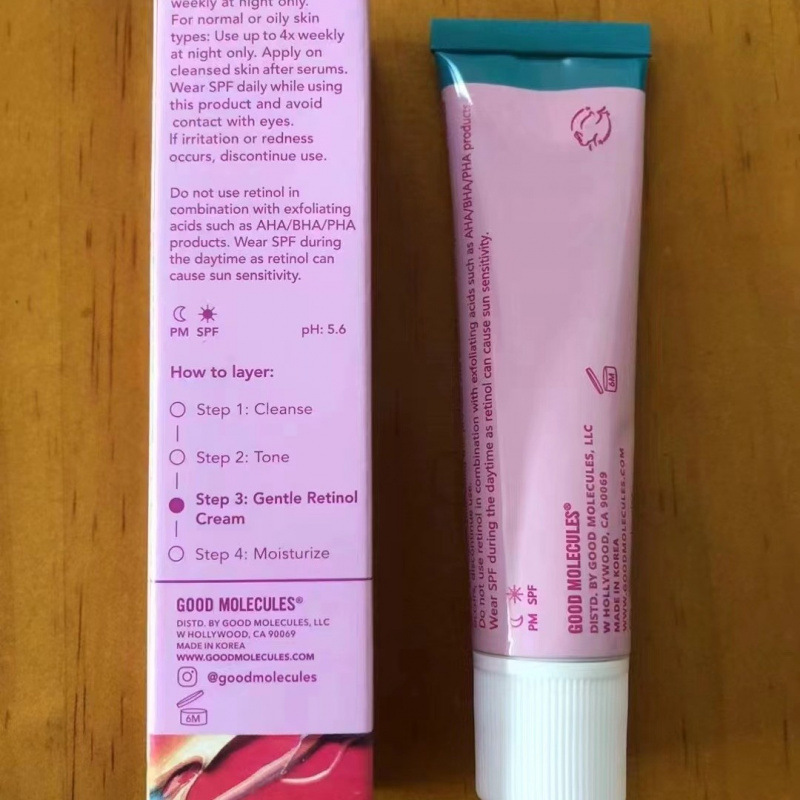 weekly at night only.
For normal or oily skin
types: Use up to 4x weekly
at night only. Apply on
cleansed skin after serums.
Wear SPF daily while using
this product and avoid
contact with eyes.
If irritation or redness
occurs, discontinue use.
Do not use retinol in
combination with exfoliating
acids such as AHA/BHA/PHA
products. Wear SPF during
the daytime as retinol can
cause sun sensitivity.
PM SPF
pH: 5.6
How to layer:
Step 1: Cleanse
Step 2: Tone
Step 3: Gentle Retinol
Cream
Step 4: Moisturize
GOOD MOLECULES®
DISTD. BY GOOD MOLECULES, LLC
W HOLLYWOOD, CA 90069
MADE IN KOREA
WWW.GOODMOLECULES.COM
@goodmolecules
6M
discontinue use.
Do not use retinol in combination with exfoliating acids such as AHA/BHA/PHA products.
Wear SPF during the daytime as retinol can cause sun sensitivity.
PM SPF
6M
GOOD MOLECULES®
DISTD. BY GOOD MOLECULES, LLC
W HOLLYWOOD, CA 90069
MADE IN KOREA
WWW.GOODMOLECULES.COM